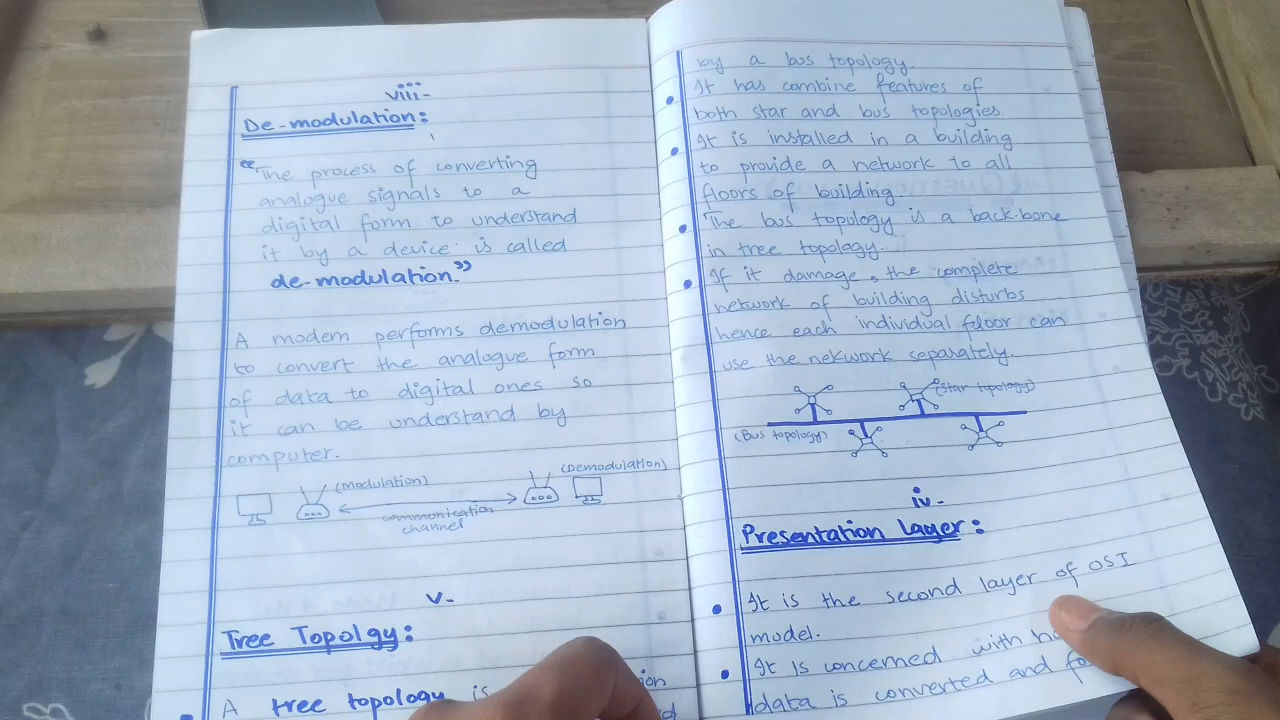 viii-
De-modulation:
"The process of converting
analogue signals to a
digital form to understand
it by a device is called
de-modulation."
A modem performs demodulation
to convert the analogue form
of data to digital ones so
it can be understand by
computer.
(Modulation)
(Demodulation)
communication
channel
v-
Tree Topolgy:
A tree topology is
by a bus topology.
It has combine features of
both star and bus topologies.
It is installed in a building
to provide a network to all
floors of building.
The bus topology is a back-bone
in tree topology.
If it damage, the complete
network of building disturbs
hence each individual floor can
use the network separately.
(Star topology)
(Bus topology)
iv-
Presentation Layer:
It is the second layer of OSI
model.
It is concerned with
data is converted and